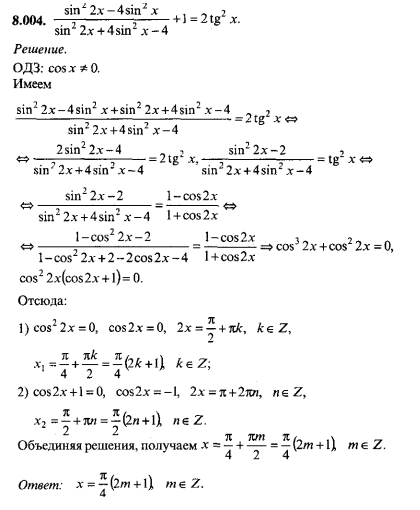 8.004. (sin² 2x − 4sin² x)/(sin² 2x + 4sin² x − 4) + 1 = 2 tg² x.
Решение.
ОДЗ: cos x ≠ 0.
Имеем
(sin² 2x − 4sin² x + sin² 2x + 4sin² x − 4)/(sin² 2x + 4sin² x − 4) = 2 tg² x ⇔
⇔ (2sin² 2x − 4)/(sin² 2x + 4sin² x − 4) = 2 tg² x, (sin² 2x − 2)/(sin² 2x + 4sin² x − 4) = tg² x ⇔
⇔ (sin² 2x − 2)/(sin² 2x + 4sin² x − 4) = (1 − cos 2x)/(1 + cos 2x) ⇔
⇔ (1 − cos² 2x − 2)/(1 − cos² 2x + 2 − 2cos 2x − 4) = (1 − cos 2x)/(1 + cos 2x) ⇒ cos³ 2x + cos² 2x = 0,
cos² 2x(cos 2x + 1) = 0.
Отсюда:
1) cos² 2x = 0, cos 2x = 0, 2x = π/2 + πk, k ∈ Z,
x₁ = π/4 + πk/2 = π/4 (2k + 1), k ∈ Z;
2) cos 2x + 1 = 0, cos 2x = −1, 2x = π + 2πn, n ∈ Z,
x₂ = π/2 + πn = π/2 (2n + 1), n ∈ Z.
Объединяя решения, получаем x = π/4 + πm/2 = π/4 (2m + 1), m ∈ Z.
Ответ: x = π/4 (2m + 1), m ∈ Z.